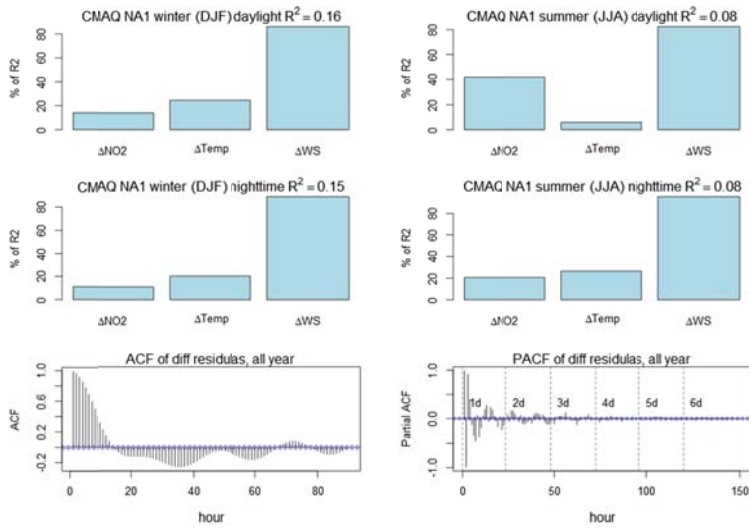 CMAQ NA1 winter (DJF) daylight R² = 0.16
% of R2
0 20 40 60 80
ΔNO2 ΔTemp ΔWS
CMAQ NA1 summer (JJA) daylight R² = 0.08
% of R2
0 20 40 60 80
ΔNO2 ΔTemp ΔWS
CMAQ NA1 winter (DJF) nighttime R² = 0.15
% of R2
0 20 40 60 80
ΔNO2 ΔTemp ΔWS
CMAQ NA1 summer (JJA) nighttime R² = 0.08
% of R2
0 20 40 60 80
ΔNO2 ΔTemp ΔWS
ACF of diff residulas, all year
ACF
-0.2 0.2 0.6 1.0
0 20 40 60 80
hour
PACF of diff residulas, all year
Partial ACF
-1.0 0.0 1.0
1d 2d 3d 4d 5d 6d
0 50 100 150
hour